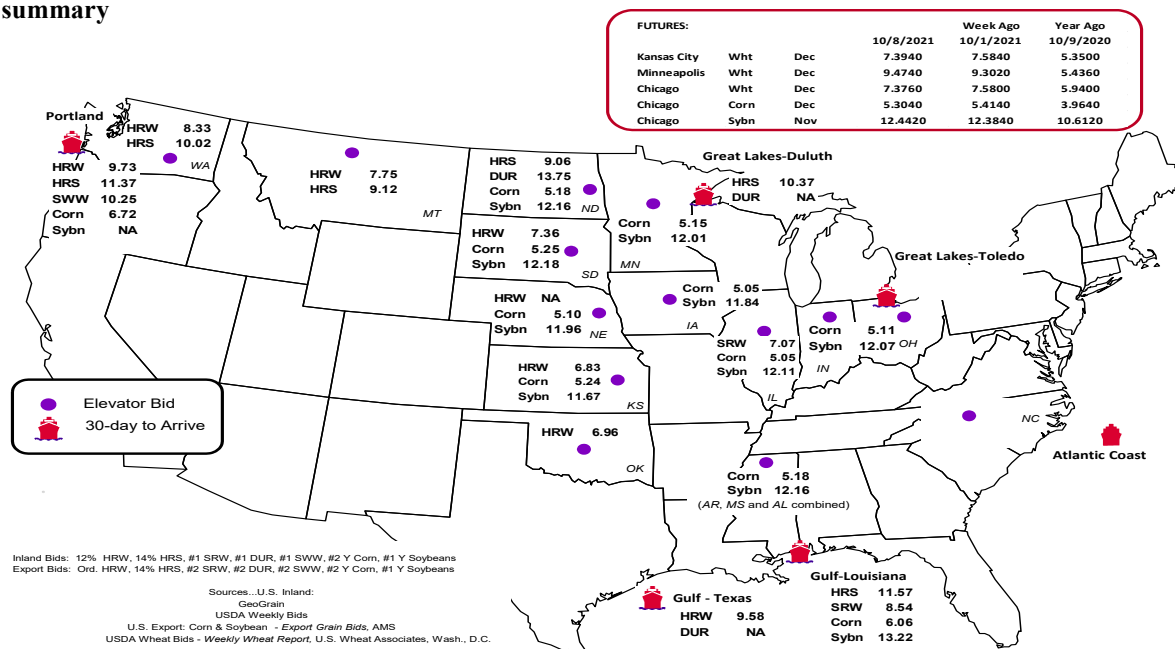 summary
FUTURES: Week Ago Year Ago
10/8/2021 10/1/2021 10/9/2020
Kansas City Wht Dec 7.3940 7.5840 5.3500
Minneapolis Wht Dec 9.4740 9.3020 5.4360
Chicago Wht Dec 7.3760 7.5800 5.9400
Chicago Corn Dec 5.3040 5.4140 3.9640
Chicago Sybn Nov 12.4420 12.3840 10.6120
Portland
HRW 8.33
HRS 10.02
WA
HRW 9.73
HRS 11.37
SWW 10.25
Corn 6.72
Sybn NA
HRW 7.75
HRS 9.12
MT
HRS 9.06
DUR 13.75
Corn 5.18
Sybn 12.16 ND
HRW 7.36
Corn 5.25
Sybn 12.18 SD
HRW NA
Corn 5.10
Sybn 11.96 NE
HRW 6.83
Corn 5.24
Sybn 11.67 KS
HRW 6.96
OK
Great Lakes-Duluth
HRS 10.37
DUR NA
Corn 5.15
Sybn 12.01
MN
Corn 5.05
Sybn 11.84
IA
Great Lakes-Toledo
SRW 7.07
Corn 5.05
Sybn 12.11
IL
Corn 5.11
Sybn 12.07 OH
IN
NC
Atlantic Coast
Corn 5.18
Sybn 12.16
(AR, MS and AL combined)
Elevator Bid
30-day to Arrive
Gulf - Texas
HRW 9.58
DUR NA
Gulf-Louisiana
HRS 11.57
SRW 8.54
Corn 6.06
Sybn 13.22
Inland Bids: 12% HRW, 14% HRS, #1 SRW, #1 DUR, #1 SWW, #2 Y Corn, #1 Y Soybeans
Export Bids: Ord. HRW, 14% HRS, #2 SRW, #2 DUR, #2 SWW, #2 Y Corn, #1 Y Soybeans
Sources...U.S. Inland:
GeoGrain
USDA Weekly Bids
U.S. Export: Corn & Soybean - Export Grain Bids, AMS
USDA Wheat Bids - Weekly Wheat Report, U.S. Wheat Associates, Wash., D.C.